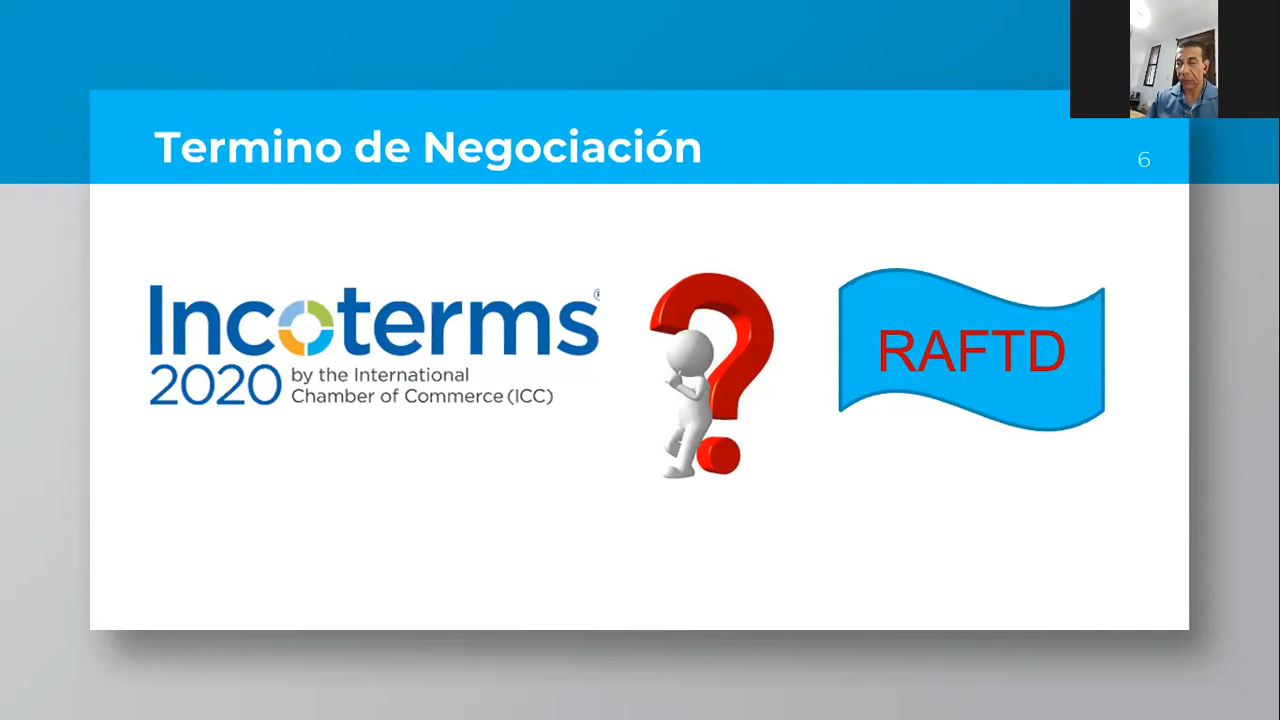 Termino de Negociación
6
Incoterms®
2020 by the International
Chamber of Commerce (ICC)
RAFTD